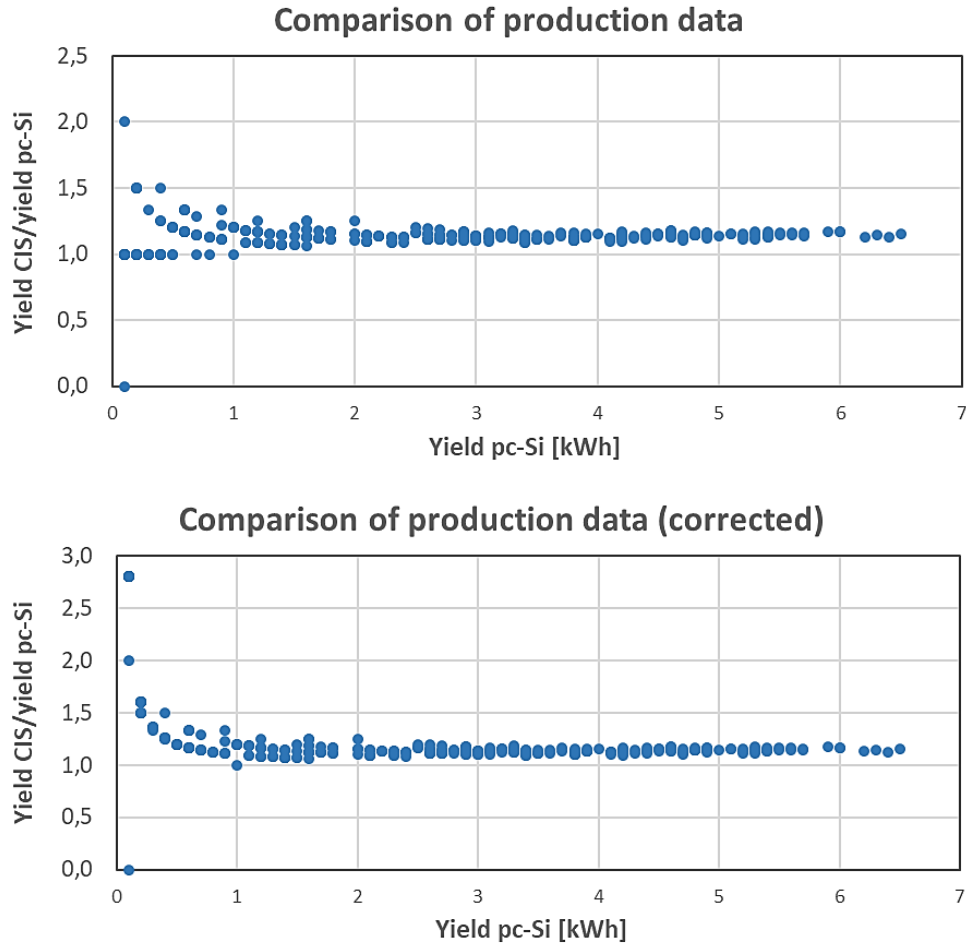 Comparison of production data
2,5
2,0
1,5
1,0
0,5
0,0
Yield CIS/yield pc-Si
0 1 2 3 4 5 6 7
Yield pc-Si [kWh]
Comparison of production data (corrected)
3,0
2,5
2,0
1,5
1,0
0,5
0,0
Yield CIS/yield pc-Si
0 1 2 3 4 5 6 7
Yield pc-Si [kWh]